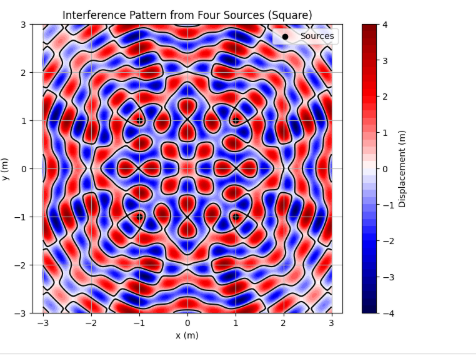 Interference Pattern from Four Sources (Square)
Sources
3
2
1
0
−1
−2
−3
y (m)
−3 −2 −1 0 1 2 3
x (m)
4
3
2
1
0
−1
−2
−3
−4
Displacement (m)